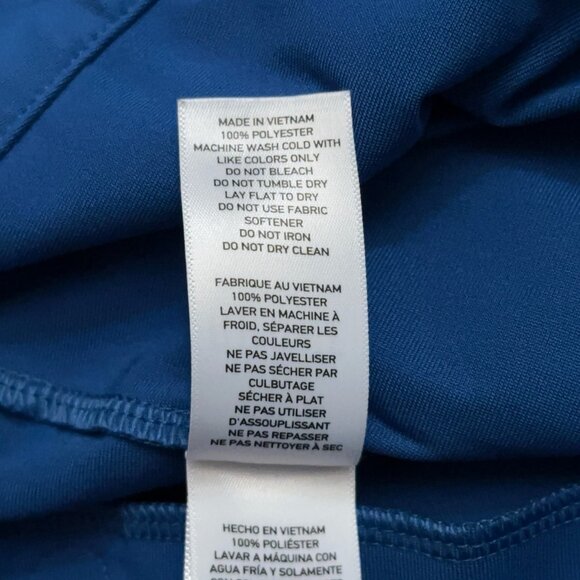 MADE IN VIETNAM
100% POLYESTER
MACHINE WASH COLD WITH
LIKE COLORS ONLY
DO NOT BLEACH
DO NOT TUMBLE DRY
LAY FLAT TO DRY
DO NOT USE FABRIC
SOFTENER
DO NOT IRON
DO NOT DRY CLEAN
FABRIQUE AU VIETNAM
100% POLYESTER
LAVER EN MACHINE À
FROID, SÉPARER LES
COULEURS
NE PAS JAVELLISER
NE PAS SÉCHER PAR
CULBUTAGE
SÉCHER À PLAT
NE PAS UTILISER
D'ASSOUPLISSANT
NE PAS REPASSER
NE PAS NETTOYER À SEC
HECHO EN VIETNAM
100% POLIÉSTER
LAVAR A MÁQUINA CON
AGUA FRÍA Y SOLAMENTE